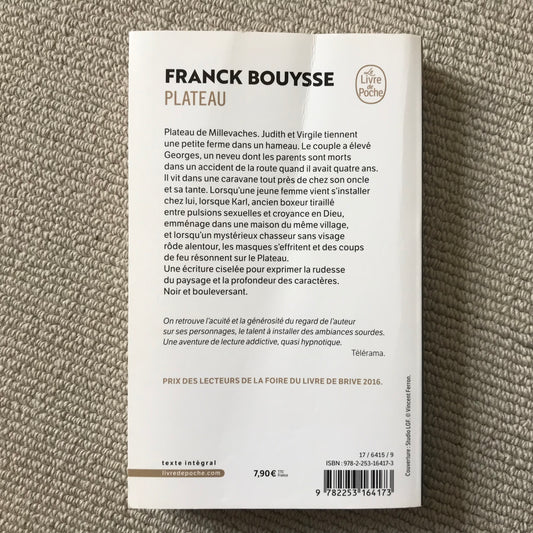 FRANCK BOUYSSE
PLATEAU
Le
Livre
de
Poche
Plateau de Millevaches. Judith et Virgile tiennent
une petite ferme dans un hameau. Le couple a élevé
Georges, un neveu dont les parents sont morts
dans un accident de la route quand il avait quatre ans.
Il vit dans une caravane tout près de chez son oncle
et sa tante. Lorsqu'une jeune femme vient s'installer
chez lui, lorsque Karl, ancien boxeur tiraillé
entre pulsions sexuelles et croyance en Dieu,
emménage dans une maison du même village,
et lorsqu'un mystérieux chasseur sans visage
rôde alentour, les masques s'effritent et des coups
de feu résonnent sur le Plateau.
Une écriture ciselée pour exprimer la rudesse
du paysage et la profondeur des caractères.
Noir et bouleversant.
On retrouve l'acuité et la générosité du regard de l'auteur
sur ses personnages, le talent à installer des ambiances sourdes.
Une aventure de lecture addictive, quasi hypnotique.
Télérama.
PRIX DES LECTEURS DE LA FOIRE DU LIVRE DE BRIVE 2016.
Couverture : Studio LGF. © Vincent Ferron.
texte intégral
livredepoche.com
7,90 €
17 / 6415 / 9
ISBN : 978-2-253-16417-3
9 782253 164173